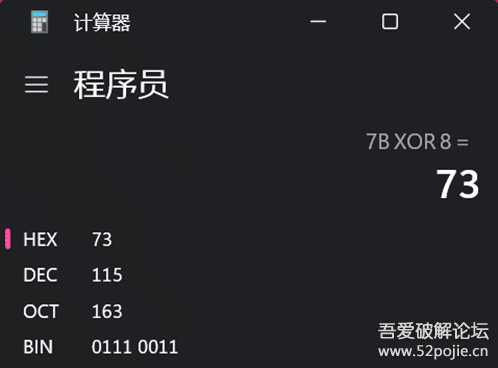 计算器
程序员
7B XOR 8 =
73
HEX 73
DEC 115
OCT 163
BIN 0111 0011
吾爱破解论坛
www.52pojie.cn